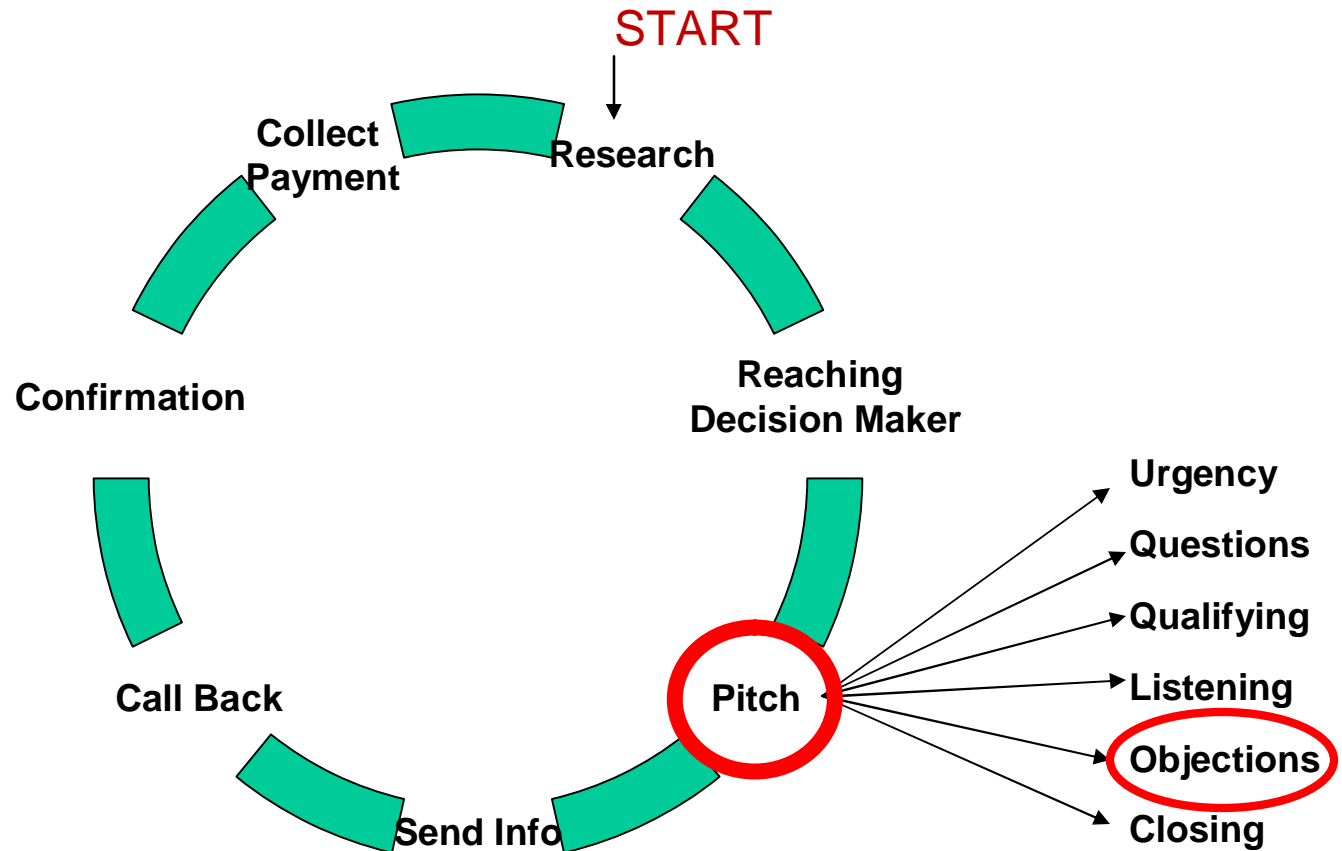 START
Research
Reaching
Decision Maker
Pitch
Urgency
Questions
Qualifying
Listening
Objections
Closing
Send Info
Call Back
Confirmation
Collect
Payment